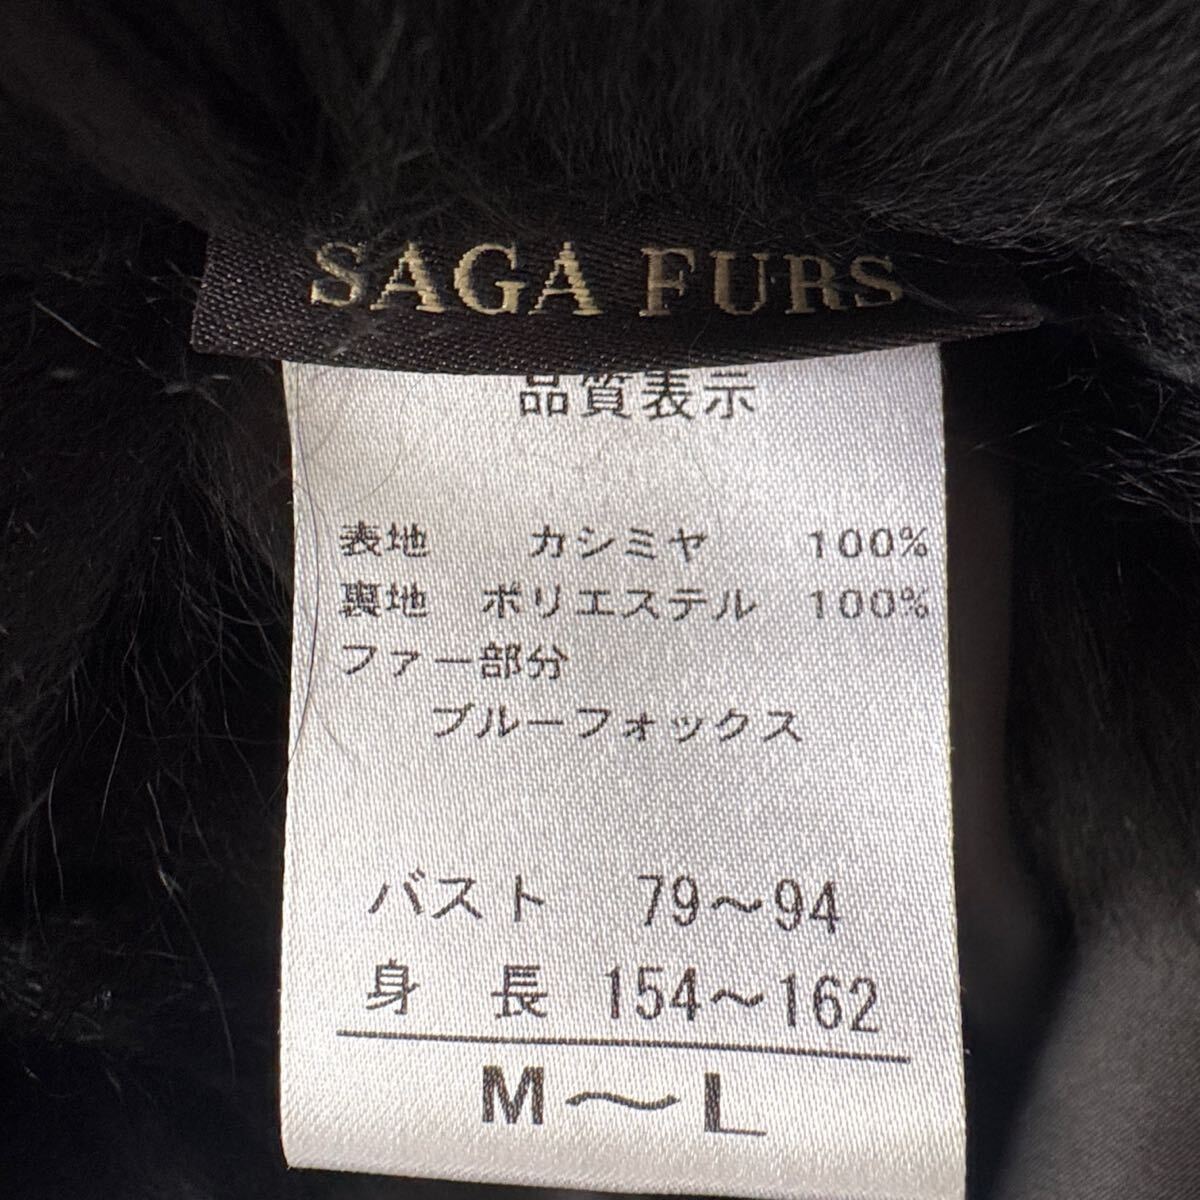 SAGA FURS
品質表示
表地 カシミヤ 100%
裏地 ポリエステル 100%
ファー部分
ブルーフォックス
バスト 79～94
身長 154～162
M～L